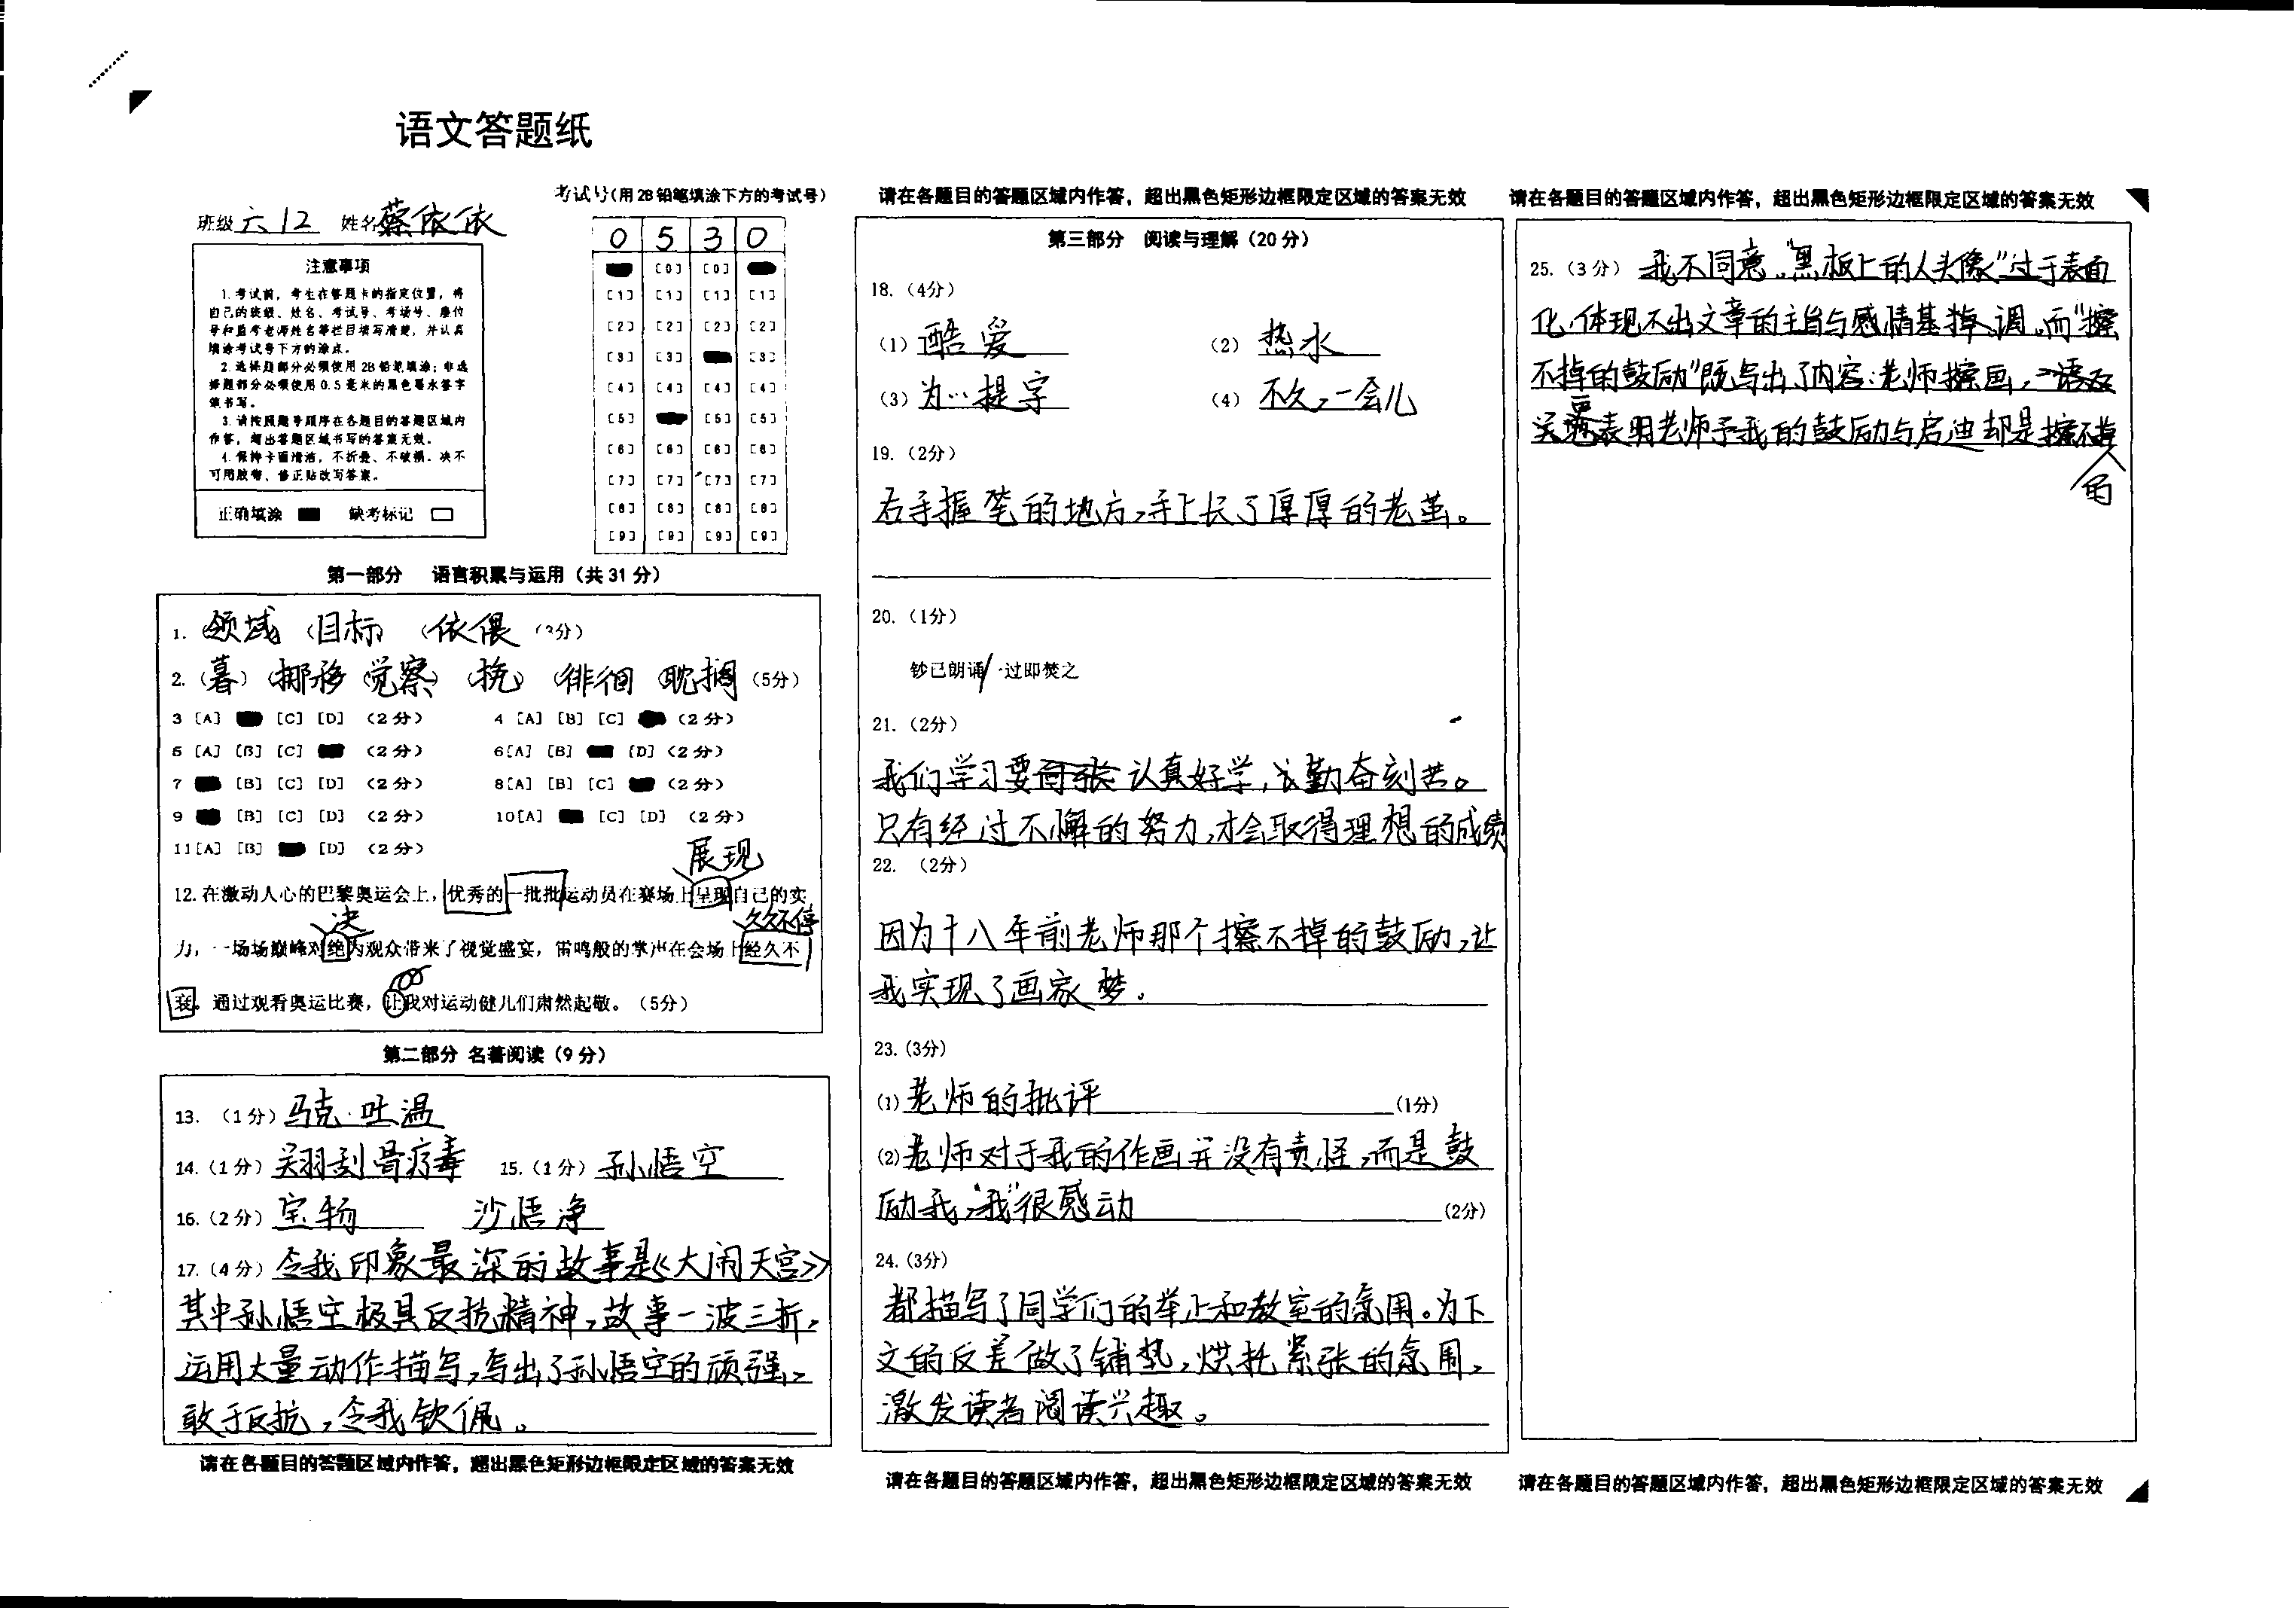 语文答题纸
班级 六12 姓名 蔡依依
考试号(用2B铅笔填涂下方的考试号)
0 5 3 0
[0] [0]
[1] [1] [1] [1]
[2] [2] [2] [2]
[3] [3] [3]
[4] [4] [4] [4]
[5] [5] [5]
[6] [6] [6] [6]
[7] [7] [7] [7]
[8] [8] [8] [8]
[9] [9] [9] [9]
注意事项
1.考试前,考生在答题卡的指定位置,将
自己的班级、姓名、考试号、考场号、座位
号和监考老师姓名等栏目填写清楚,并认真
填涂考试号下方的涂点。
2.选择题部分必须使用2B铅笔填涂;非选
择题部分必须使用0.5毫米的黑色墨水签字
笔书写。
3.请按照题号顺序在各题目的答题区域内
作答,超出答题区域书写的答案无效。
4.保持卡面清洁,不折叠、不破损。决不
可用胶带、修正贴改写答案。
正确填涂 缺考标记
第一部分 语言积累与运用(共31分)
1. (领域 (目标) (依偎 (3分)
2. (暮) (挪移 (觉察) (挠) (徘徊 (耽搁 (5分)
3 [A] [C] [D] (2分) 4 [A] [B] [C] (2分)
5 [A] [B] [C] (2分) 6[A] [B] [D] (2分)
7 [B] [C] [D] (2分) 8[A] [B] [C] (2分)
9 [B] [C] [D] (2分) 10[A] [C] [D] (2分)
11[A] [B] [D] (2分)
展现
12.在激动人心的巴黎奥运会上,优秀的一批批运动员在赛场上呈现自己的实
决 久久不停
力,一场场巅峰对绝为观众带来了视觉盛宴,雷鸣般的掌声在会场上经久不
衰。通过观看奥运比赛,让我对运动健儿们肃然起敬。(5分)
第二部分 名著阅读(9分)
13.(1分) 马克·吐温
14.(1分) 关羽刮骨疗毒 15.(1分) 孙悟空
16.(2分) 宝物 沙悟净
17.(4分) 令我印象最深的故事是《大闹天宫》
其中孙悟空极具反抗精神,故事一波三折,
运用大量动作描写,写出了孙悟空的顽强,
敢于反抗,令我钦佩。
请在各题目的答题区域内作答,超出黑色矩形边框限定区域的答案无效
请在各题目的答题区域内作答,超出黑色矩形边框限定区域的答案无效
第三部分 阅读与理解(20分)
18.(4分)
(1) 酷爱 (2) 热水
(3) 为…提字 (4) 不久,一会儿
19.(2分)
右手握笔的地方,手上长了厚厚的老茧。
20.(1分)
钞已朗诵/过即焚之
21.(2分)
我们学习要认真好学,勤奋刻苦。
只有经过不懈的努力,才会取得理想的成绩
22. (2分)
因为十八年前老师那个擦不掉的鼓励,让
我实现了画家梦。
23.(3分)
(1) 老师的批评 (1分)
(2) 老师对于我的作画并没有责怪,而是鼓
励我,“我”很感动 (2分)
24.(3分)
都描写了同学们的举止和教室的氛围。为下
文的反差做了铺垫,烘托紧张的氛围,
激发读者阅读兴趣。
请在各题目的答题区域内作答,超出黑色矩形边框限定区域的答案无效
请在各题目的答题区域内作答,超出黑色矩形边框限定区域的答案无效
25.(3分) 我不同意。“黑板上的人头像”过于表面
化,体现不出文章的主旨与感情基调。而“擦
不掉的鼓励”既写出了内容:老师擦画,一语双
关,表明老师予我的鼓励与启迪却是擦不掉
的
请在各题目的答题区域内作答,超出黑色矩形边框限定区域的答案无效